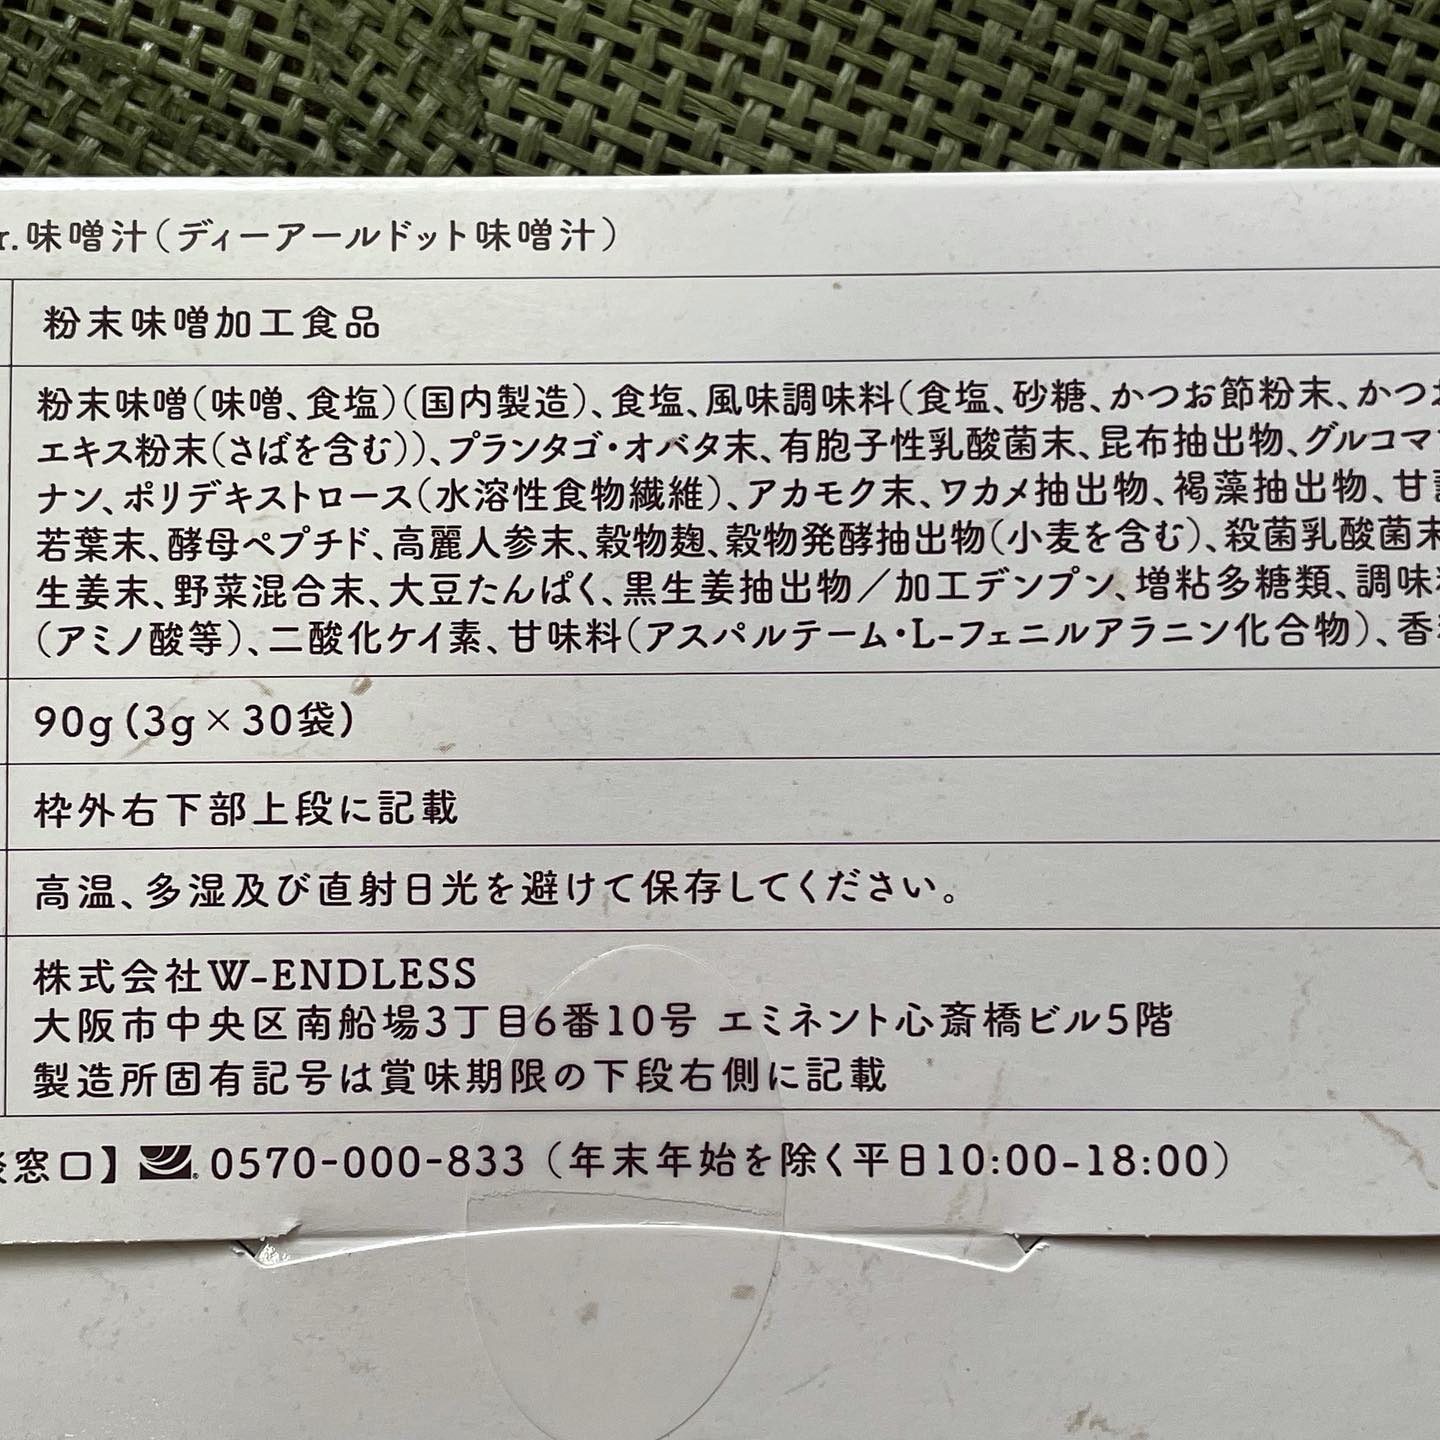 r.味噌汁（ディーアールドット味噌汁）
粉末味噌加工食品
粉末味噌（味噌、食塩）（国内製造）、食塩、風味調味料（食塩、砂糖、かつお節粉末、かつお
エキス粉末（さばを含む））、プランタゴ・オバタ末、有胞子性乳酸菌末、昆布抽出物、グルコマン
ナン、ポリデキストロース（水溶性食物繊維）、アカモク末、ワカメ抽出物、褐藻抽出物、甘藷
若葉末、酵母ペプチド、高麗人参末、穀物麹、穀物発酵抽出物（小麦を含む）、殺菌乳酸菌末
生姜末、野菜混合末、大豆たんぱく、黒生姜抽出物／加工デンプン、増粘多糖類、調味料
（アミノ酸等）、二酸化ケイ素、甘味料（アスパルテーム・L-フェニルアラニン化合物）、香料
90g（3g×30袋）
枠外右下部上段に記載
高温、多湿及び直射日光を避けて保存してください。
株式会社W-ENDLESS
大阪市中央区南船場3丁目6番10号 エミネント心斎橋ビル5階
製造所固有記号は賞味期限の下段右側に記載
窓口】 0570-000-833（年末年始を除く平日10:00-18:00）